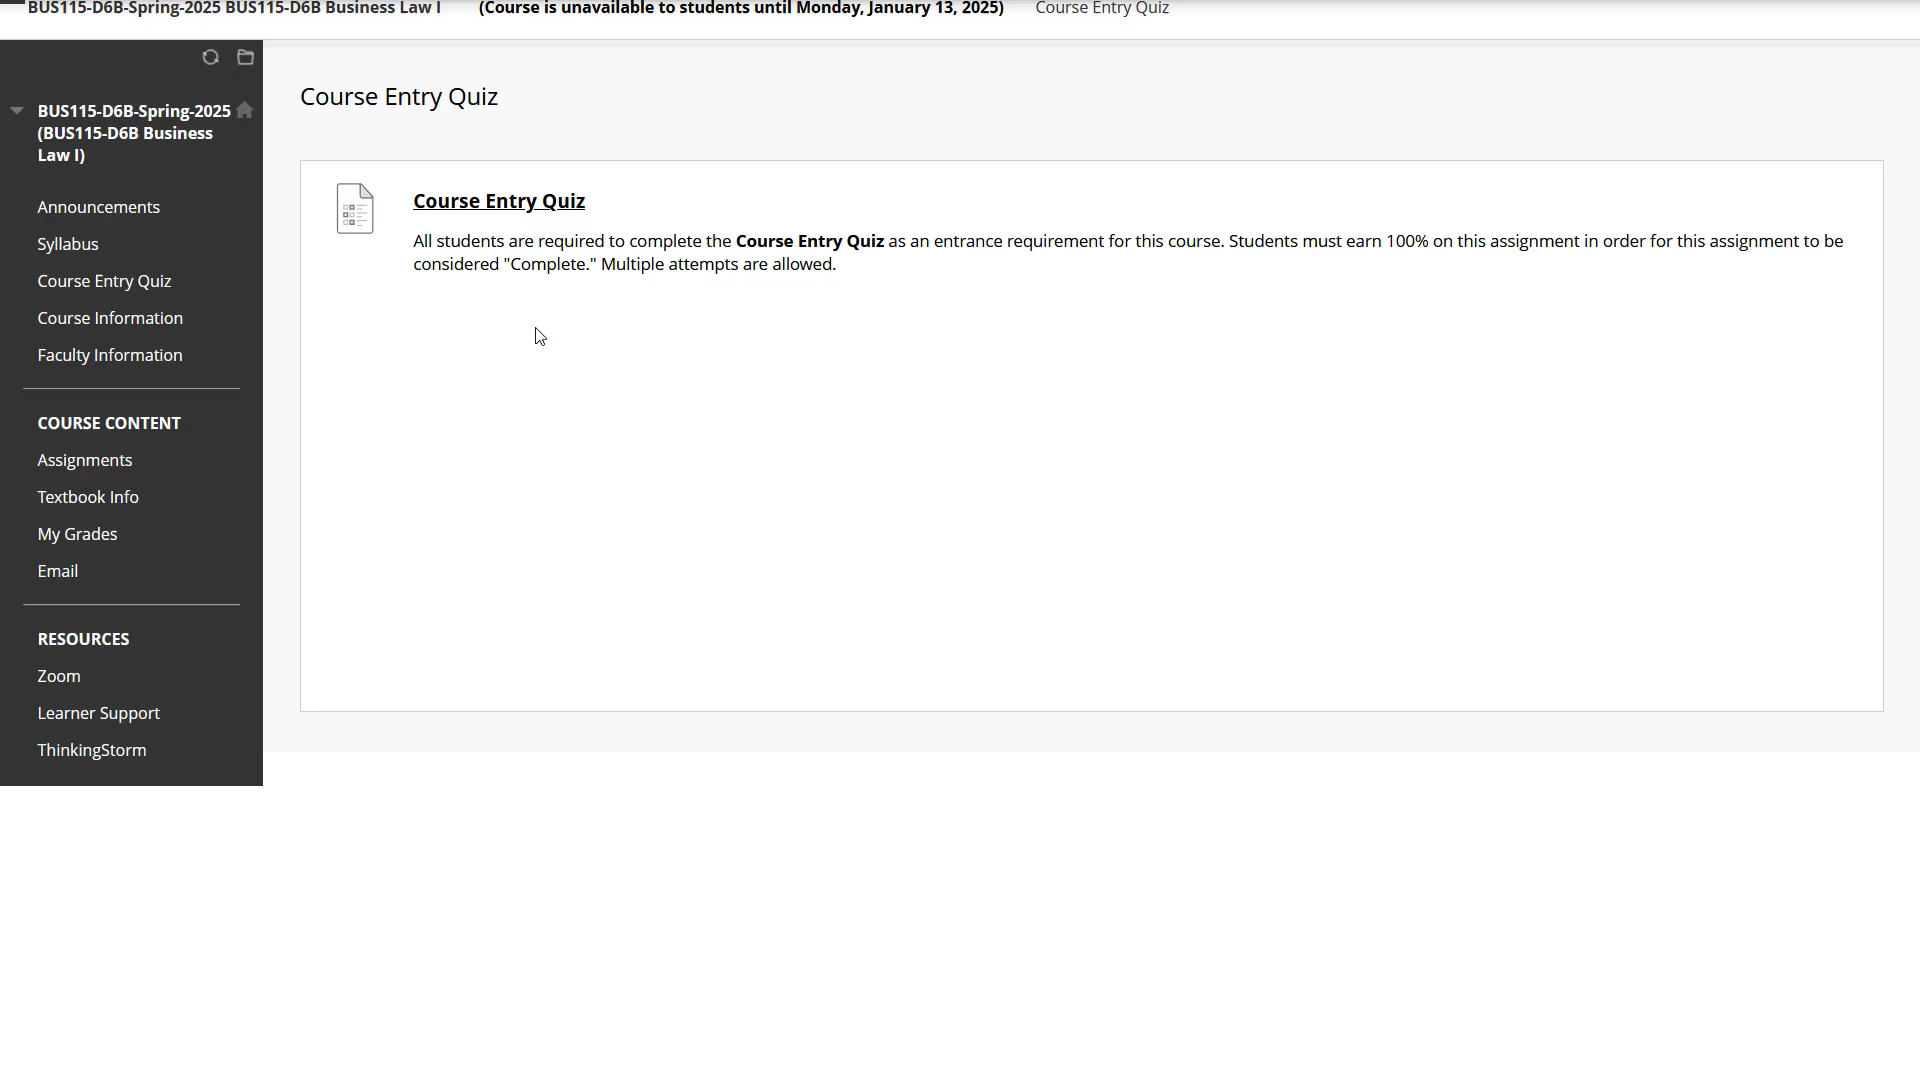 BUS115-D6B-Spring-2025 BUS115-D6B Business Law I (Course is unavailable to students until Monday, January 13, 2025) Course Entry Quiz
BUS115-D6B-Spring-2025
(BUS115-D6B Business
Law I)
Announcements
Syllabus
Course Entry Quiz
Course Information
Faculty Information
COURSE CONTENT
Assignments
Textbook Info
My Grades
Email
RESOURCES
Zoom
Learner Support
ThinkingStorm
Course Entry Quiz
Course Entry Quiz
All students are required to complete the Course Entry Quiz as an entrance requirement for this course. Students must earn 100% on this assignment in order for this assignment to be
considered "Complete." Multiple attempts are allowed.